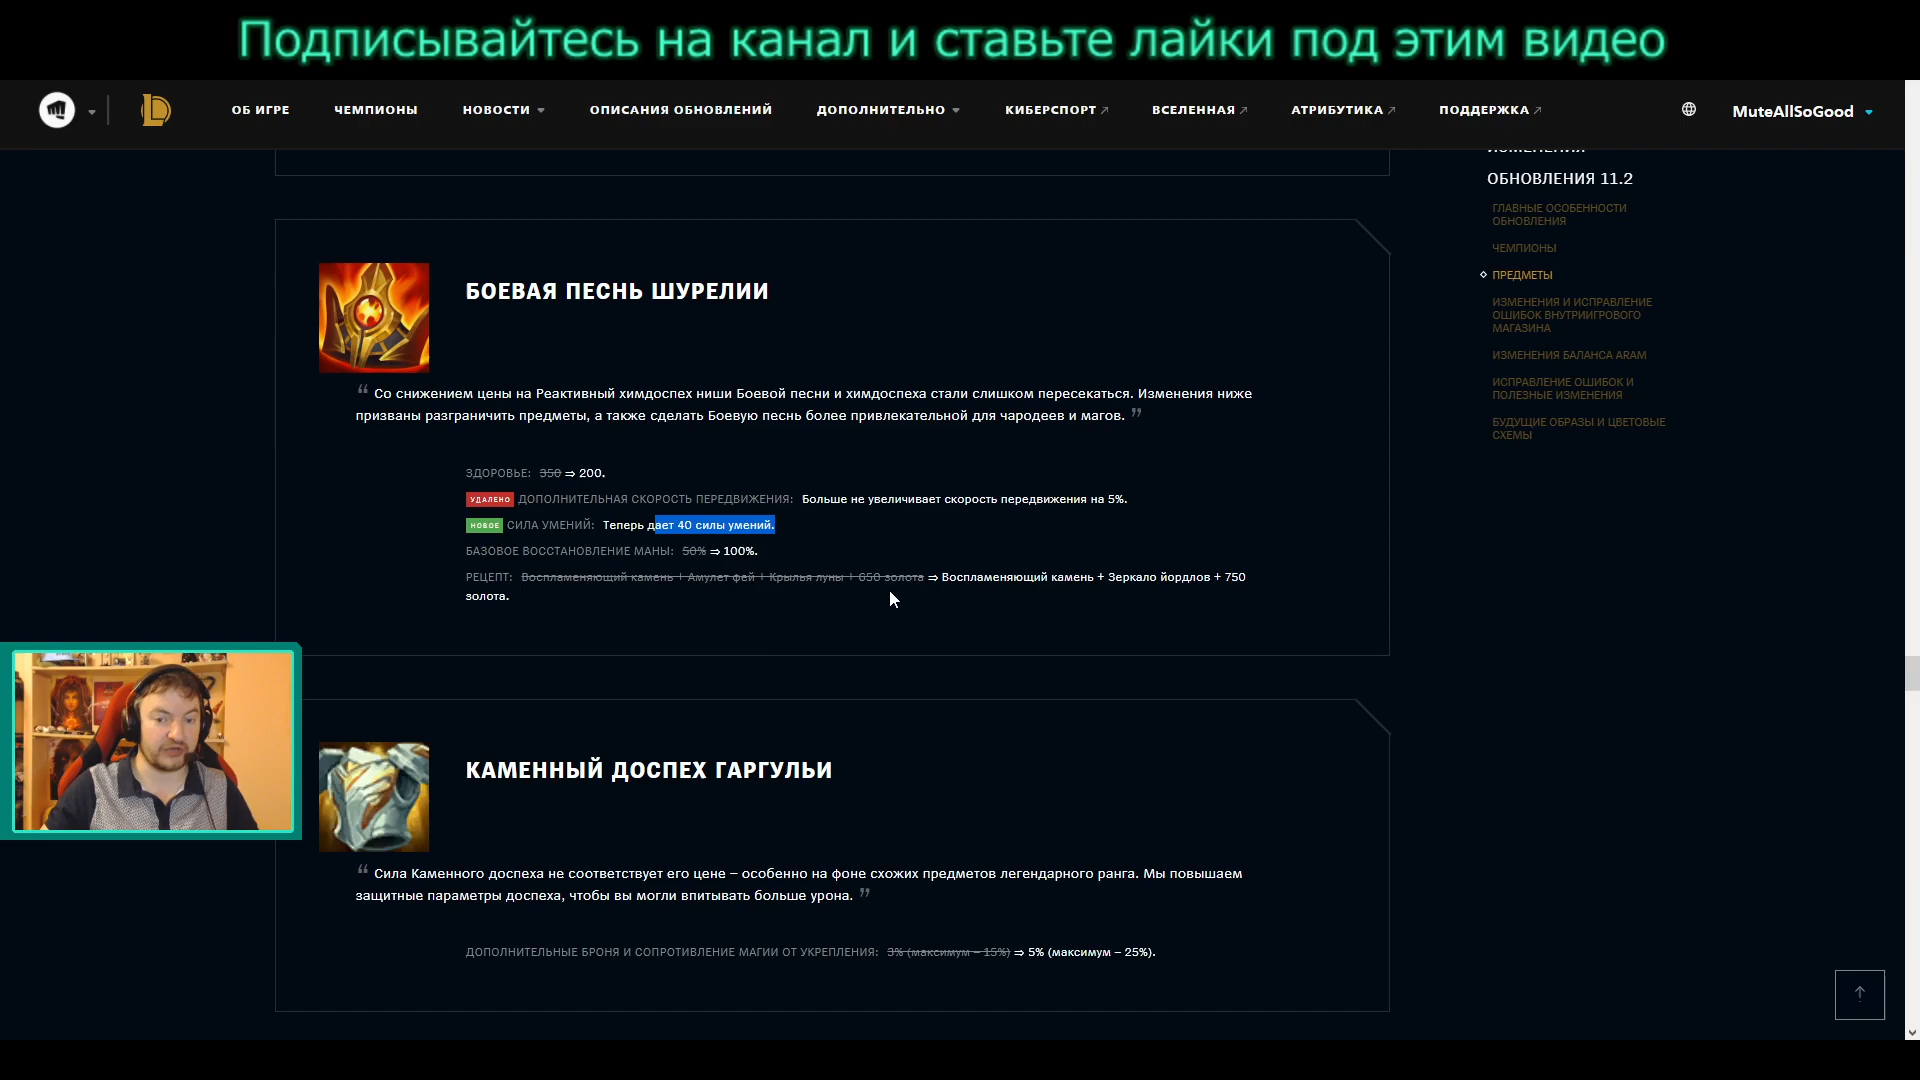 Подписывайтесь на канал и ставьте лайки под этим видео
ОБ ИГРЕ ЧЕМПИОНЫ НОВОСТИ ОПИСАНИЯ ОБНОВЛЕНИЙ ДОПОЛНИТЕЛЬНО КИБЕРСПОРТ ВСЕЛЕННАЯ АТРИБУТИКА ПОДДЕРЖКА MuteAllSoGood
ИЗМЕНЕНИЯ
ОБНОВЛЕНИЯ 11.2
ГЛАВНЫЕ ОСОБЕННОСТИ
ОБНОВЛЕНИЯ
ЧЕМПИОНЫ
ПРЕДМЕТЫ
ИЗМЕНЕНИЯ И ИСПРАВЛЕНИЕ
ОШИБОК ВНУТРИИГРОВОГО
МАГАЗИНА
ИЗМЕНЕНИЯ БАЛАНСА ARAM
ИСПРАВЛЕНИЕ ОШИБОК И
ПОЛЕЗНЫЕ ИЗМЕНЕНИЯ
БУДУЩИЕ ОБРАЗЫ И ЦВЕТОВЫЕ
СХЕМЫ
БОЕВАЯ ПЕСНЬ ШУРЕЛИИ
“ Со снижением цены на Реактивный химдоспех ниши Боевой песни и химдоспеха стали слишком пересекаться. Изменения ниже
призваны разграничить предметы, а также сделать Боевую песнь более привлекательной для чародеев и магов. ”
ЗДОРОВЬЕ: 350 ⇒ 200.
УДАЛЕНО ДОПОЛНИТЕЛЬНАЯ СКОРОСТЬ ПЕРЕДВИЖЕНИЯ: Больше не увеличивает скорость передвижения на 5%.
НОВОЕ СИЛА УМЕНИЙ: Теперь дает 40 силы умений.
БАЗОВОЕ ВОССТАНОВЛЕНИЕ МАНЫ: 50% ⇒ 100%.
РЕЦЕПТ: Воспламеняющий камень + Амулет фей + Крылья луны + 650 золота ⇒ Воспламеняющий камень + Зеркало йордлов + 750
золота.
КАМЕННЫЙ ДОСПЕХ ГАРГУЛЬИ
“ Сила Каменного доспеха не соответствует его цене – особенно на фоне схожих предметов легендарного ранга. Мы повышаем
защитные параметры доспеха, чтобы вы могли впитывать больше урона. ”
ДОПОЛНИТЕЛЬНЫЕ БРОНЯ И СОПРОТИВЛЕНИЕ МАГИИ ОТ УКРЕПЛЕНИЯ: 3% (максимум – 15%) ⇒ 5% (максимум – 25%).